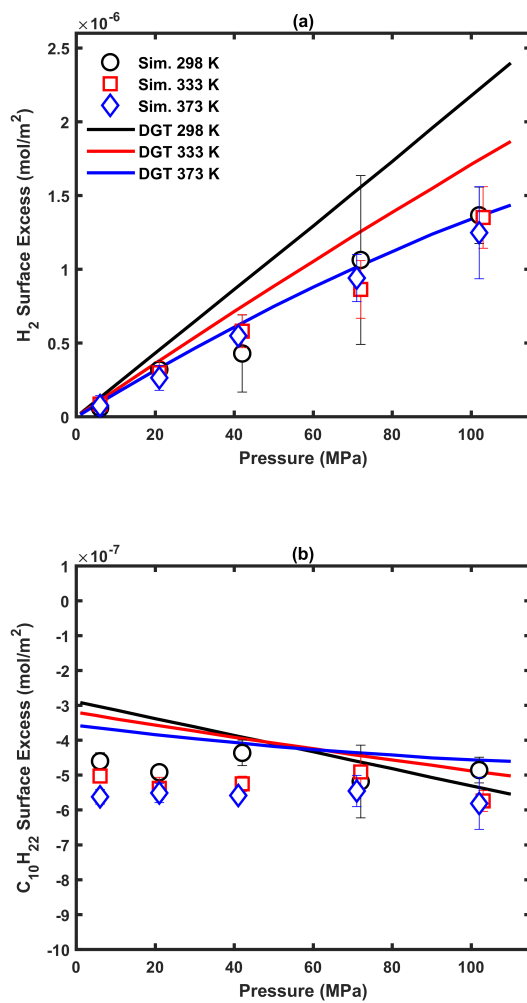 (a)
×10⁻⁶
2.5
2
1.5
1
0.5
0
H₂ Surface Excess (mol/m²)
Sim. 298 K
Sim. 333 K
Sim. 373 K
DGT 298 K
DGT 333 K
DGT 373 K
0 20 40 60 80 100
Pressure (MPa)
(b)
×10⁻⁷
1
0
-1
-2
-3
-4
-5
-6
-7
-8
-9
-10
C₁₀H₂₂ Surface Excess (mol/m²)
0 20 40 60 80 100
Pressure (MPa)